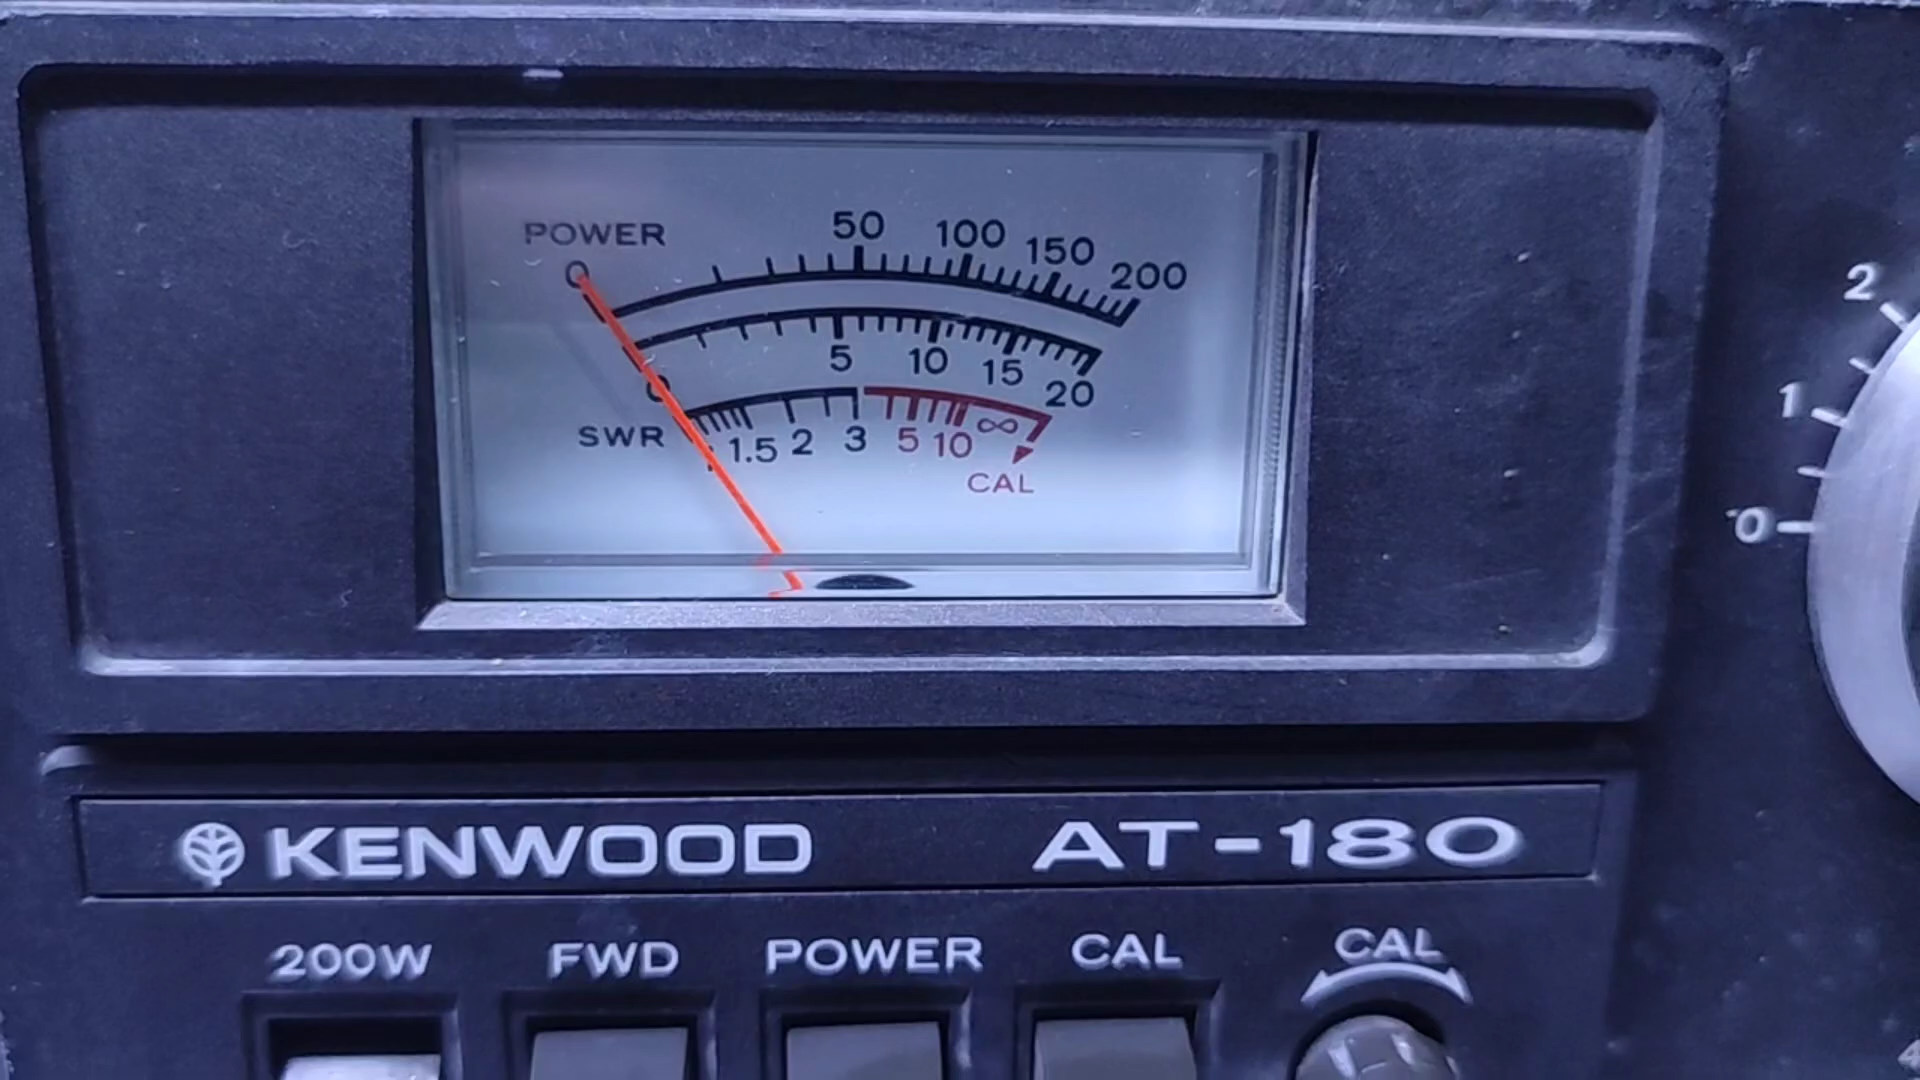 POWER
0 50 100 150 200
0 5 10 15 20
SWR 1.5 2 3 5 10 ∞
CAL
2
1
0
KENWOOD AT-180
200W FWD POWER CAL CAL